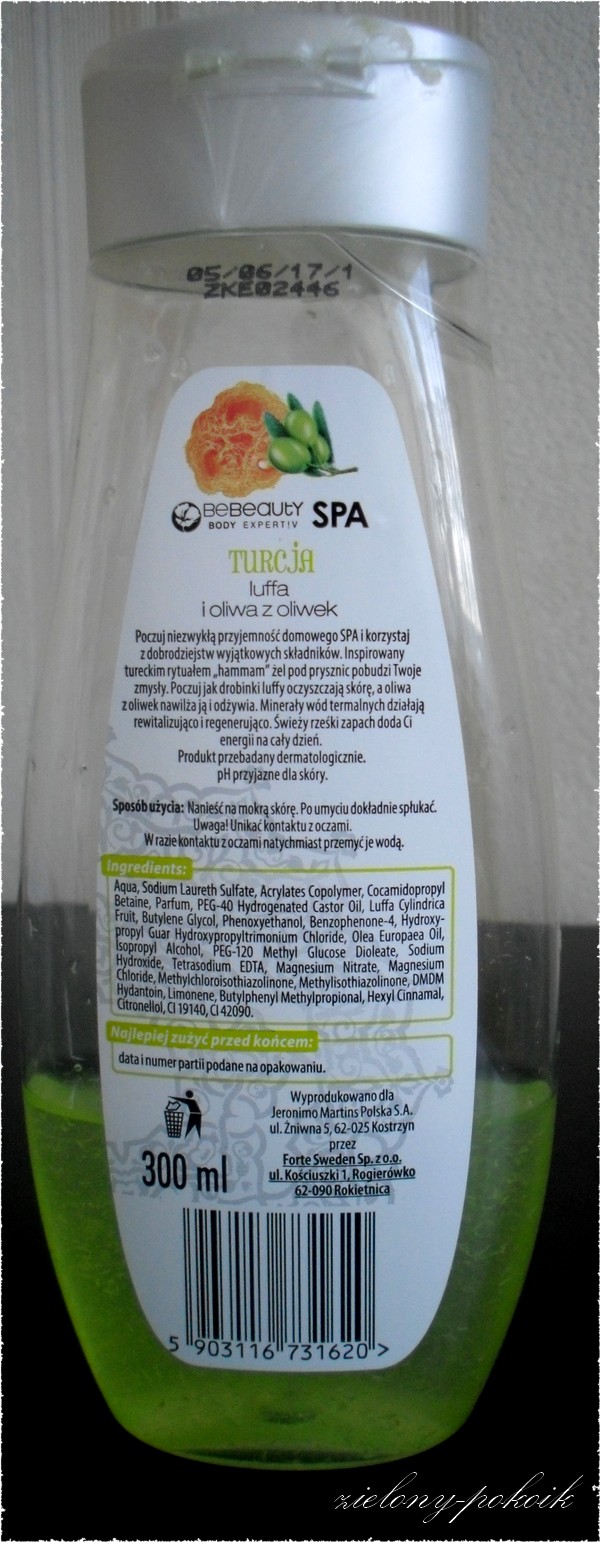 05/06/17/1
ZKE02446
BeBeauty SPA
BODY EXPERT!V
TURCJA
luffa
i oliwa z oliwek
Poczuj niezwykłą przyjemność domowego SPA i korzystaj
z dobrodziejstw wyjątkowych składników. Inspirowany
tureckim rytuałem „hammam” żel pod prysznic pobudzi Twoje
zmysły. Poczuj jak drobinki luffy oczyszczają skórę, a oliwa
z oliwek nawilża ją i odżywia. Minerały wód termalnych działają
rewitalizująco i regenerująco. Świeży rześki zapach doda Ci
energii na cały dzień.
Produkt przebadany dermatologicznie.
pH przyjazne dla skóry.
Sposób użycia: Nanieść na mokrą skórę. Po umyciu dokładnie spłukać.
Uwaga! Unikać kontaktu z oczami.
W razie kontaktu z oczami natychmiast przemyć je wodą.
Ingredients:
Aqua, Sodium Laureth Sulfate, Acrylates Copolymer, Cocamidopropyl
Betaine, Parfum, PEG-40 Hydrogenated Castor Oil, Luffa Cylindrica
Fruit, Butylene Glycol, Phenoxyethanol, Benzophenone-4, Hydroxy-
propyl Guar Hydroxypropyltrimonium Chloride, Olea Europaea Oil,
Isopropyl Alcohol, PEG-120 Methyl Glucose Dioleate, Sodium
Hydroxide, Tetrasodium EDTA, Magnesium Nitrate, Magnesium
Chloride, Methylchloroisothiazolinone, Methylisothiazolinone, DMDM
Hydantoin, Limonene, Butylphenyl Methylpropional, Hexyl Cinnamal,
Citronellol, CI 19140, CI 42090.
Najlepiej zużyć przed końcem:
data i numer partii podane na opakowaniu.
Wyprodukowano dla
Jeronimo Martins Polska S.A.
ul. Żniwna 5, 62-025 Kostrzyn
przez
Forte Sweden Sp. z o.o.
ul. Kościuszki 1, Rogierówko
62-090 Rokietnica
300 ml
5 903116 731620 >
zielony-pokoik